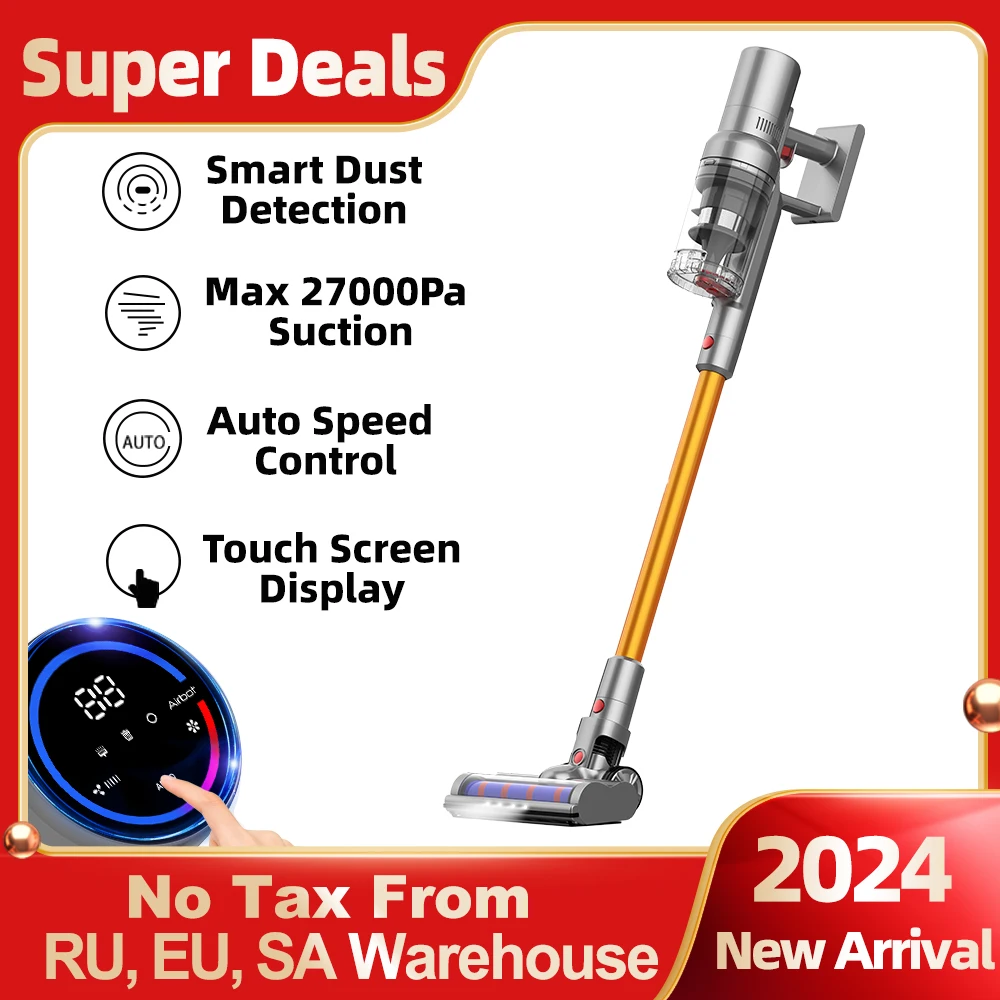 Super Deals
Smart Dust
Detection
Max 27000Pa
Suction
AUTO
Auto Speed
Control
Touch Screen
Display
88
Airbot
No Tax From
RU, EU, SA Warehouse
2024
New Arrival